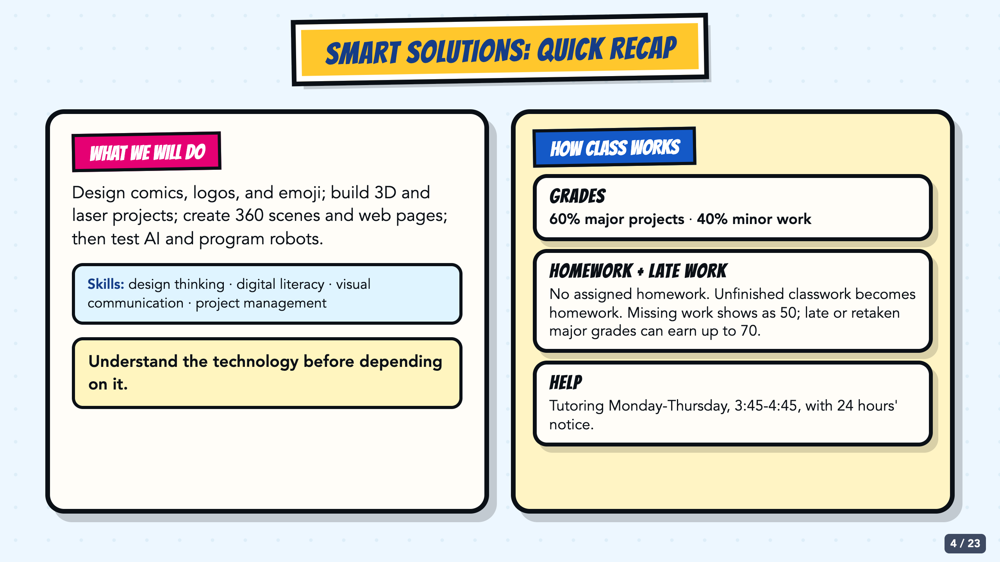 SMART SOLUTIONS: QUICK RECAP
WHAT WE WILL DO
Design comics, logos, and emoji; build 3D and
laser projects; create 360 scenes and web pages;
then test AI and program robots.
Skills: design thinking · digital literacy · visual
communication · project management
Understand the technology before depending
on it.
HOW CLASS WORKS
GRADES
60% major projects · 40% minor work
HOMEWORK + LATE WORK
No assigned homework. Unfinished classwork becomes
homework. Missing work shows as 50; late or retaken
major grades can earn up to 70.
HELP
Tutoring Monday-Thursday, 3:45-4:45, with 24 hours'
notice.
4 / 23